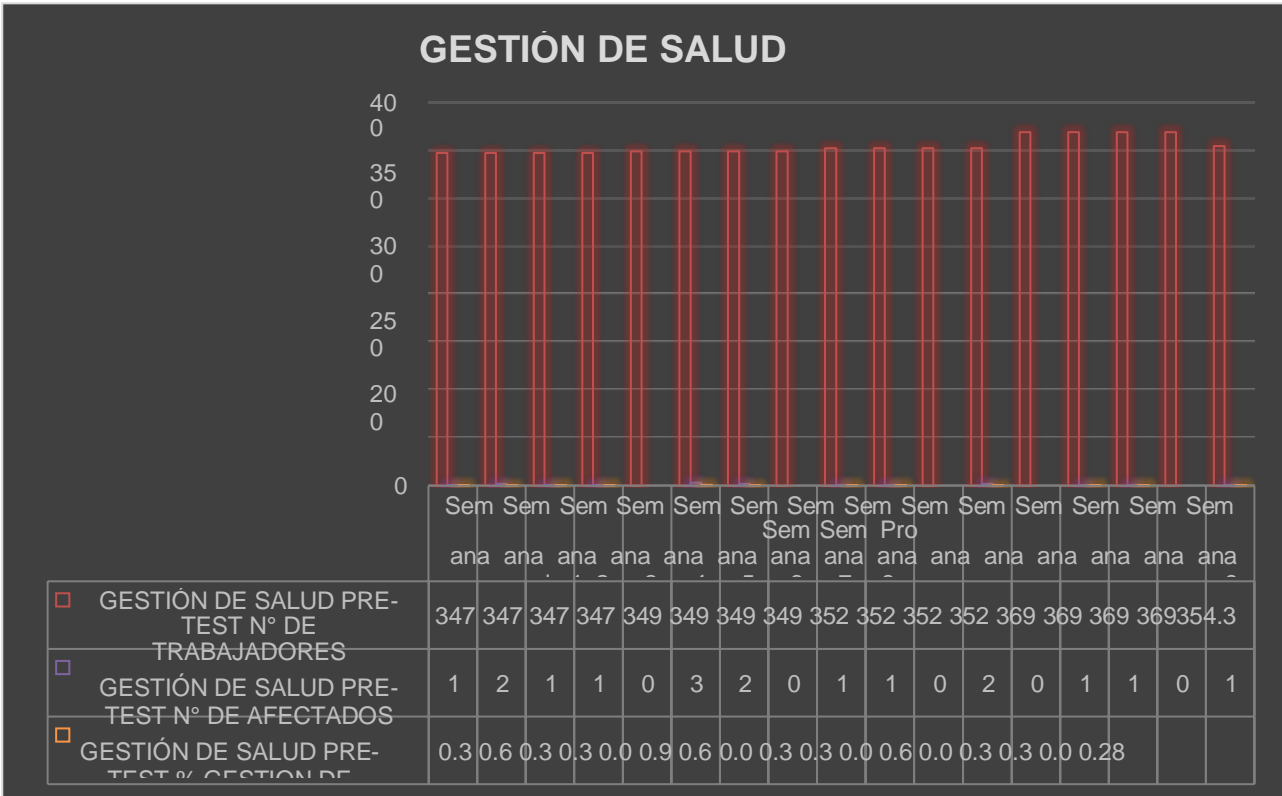 GESTIÓN DE SALUD
40
0
35
0
30
0
25
0
20
0
0
Sem Sem Sem Sem Sem Sem Sem Sem Sem Sem Sem Sem Sem Sem
Sem Sem Pro
ana ana ana ana ana ana ana ana ana ana ana ana ana ana ana
GESTIÓN DE SALUD PRE-
TEST N° DE
TRABAJADORES
347 347 347 347 349 349 349 349 352 352 352 352 369 369 369 369354.3
GESTIÓN DE SALUD PRE-
TEST N° DE AFECTADOS
1 2 1 1 0 3 2 0 1 1 0 2 0 1 1 0 1
GESTIÓN DE SALUD PRE-
TEST % GESTION DE
0.3 0.6 0.3 0.3 0.0 0.9 0.6 0.0 0.3 0.3 0.0 0.6 0.0 0.3 0.3 0.0 0.28